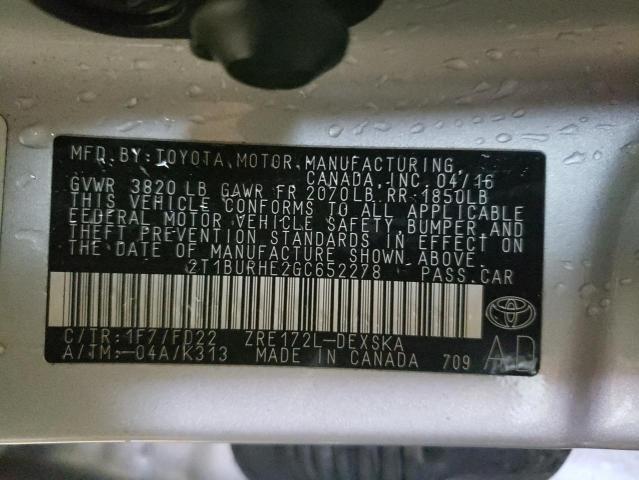 MFD. BY: TOYOTA MOTOR MANUFACTURING,
CANADA, INC. 04/16
GVWR 3820 LB GAWR FR 2070LB RR-1850LB
THIS VEHICLE CONFORMS TO ALL APPLICABLE
FEDERAL MOTOR VEHICLE SAFETY, BUMPER, AND
THEFT PREVENTION STANDARDS IN EFFECT ON
THE DATE OF MANUFACTURE SHOWN ABOVE.
2T1BURHE2GC652278 PASS.CAR
C/TR:1F7/FD22 ZRE172L-DEXSKA
A/TM:-04A/K313 MADE IN CANADA 709
AD